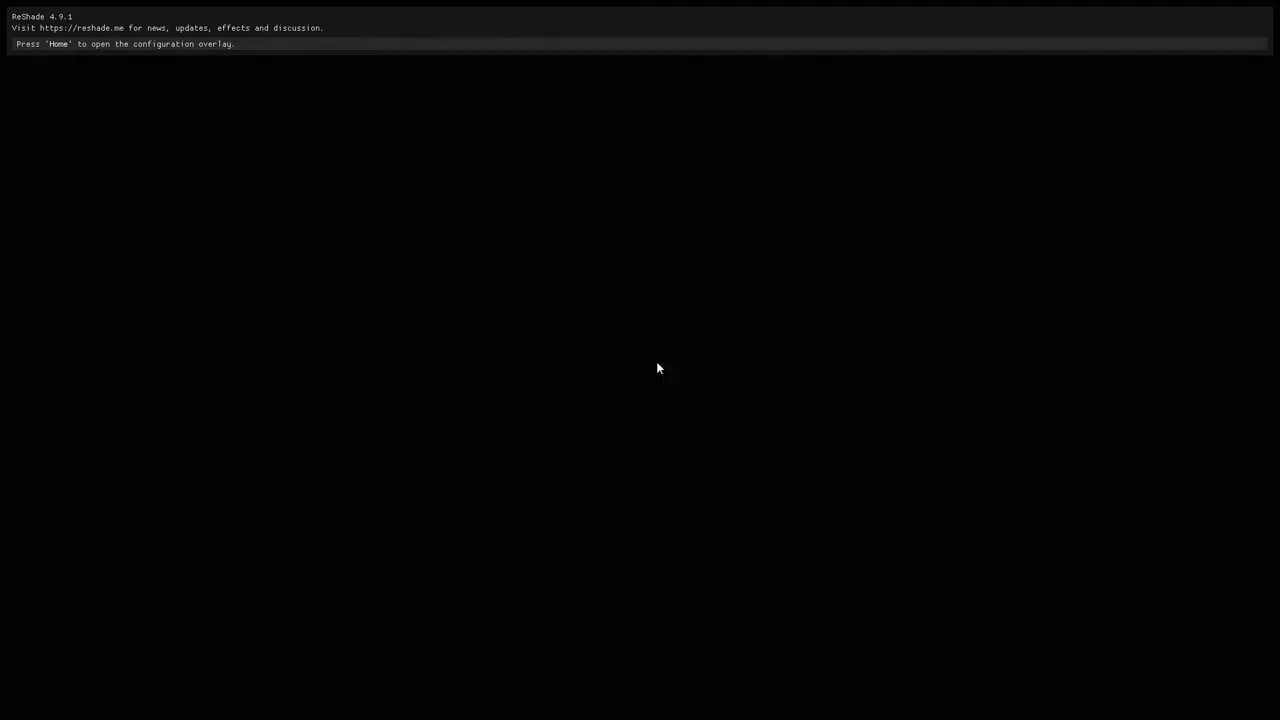 ReShade 4.9.1
Visit https://reshade.me for news, updates, effects and discussion.
Press 'Home' to open the configuration overlay.